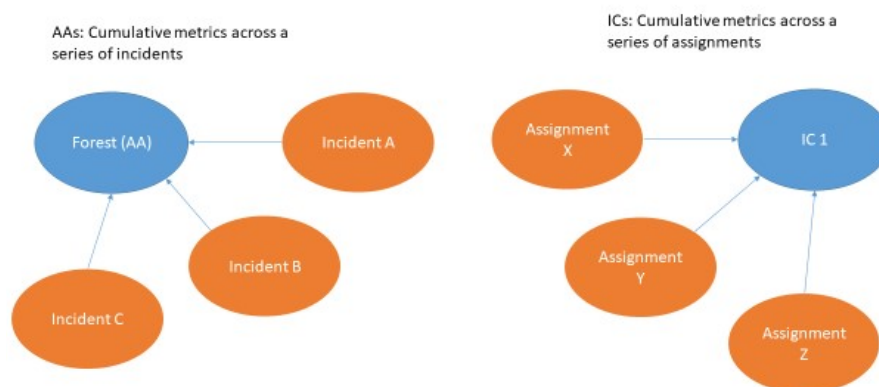 AAs: Cumulative metrics across a
series of incidents
ICs: Cumulative metrics across a
series of assignments
Forest (AA)
Incident A
Incident B
Incident C
Assignment
X
IC 1
Assignment
Y
Assignment
Z